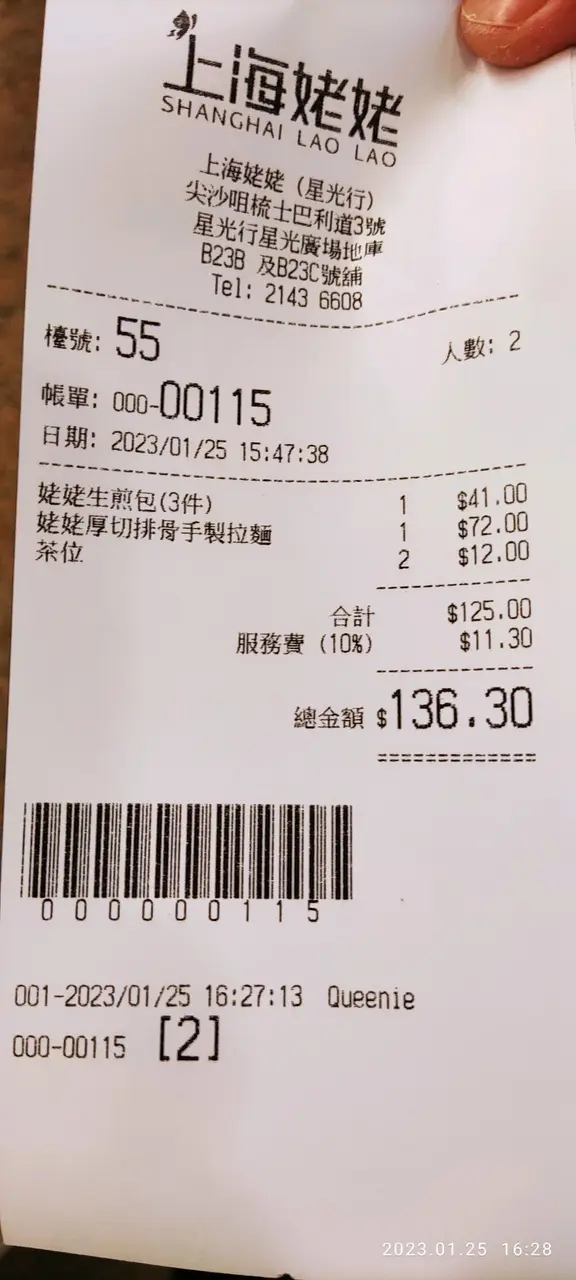 上海姥姥
SHANGHAI LAO LAO
上海姥姥 (星光行)
尖沙咀梳士巴利道3號
星光行星光廣場地庫
B23B 及B23C號舖
Tel: 2143 6608
檯號: 55 人數: 2
帳單: 000-00115
日期: 2023/01/25 15:47:38
姥姥生煎包(3件) 1 $41.00
姥姥厚切排骨手製拉麵 1 $72.00
茶位 2 $12.00
合計 $125.00
服務費 (10%) $11.30
總金額 $136.30
000000115
001-2023/01/25 16:27:13 Queenie
000-00115 [2]
2023.01.25 16:28